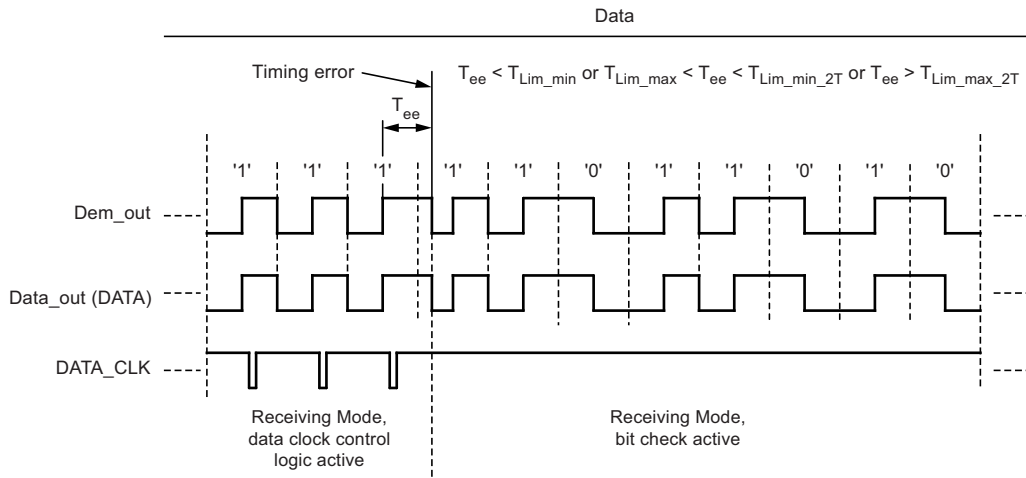 Data
Timing error
T_ee < T_Lim_min or T_Lim_max < T_ee < T_Lim_min_2T or T_ee > T_Lim_max_2T
T_ee
'1' '1' '1' '1' '1' '0' '1' '1' '0' '1' '0'
Dem_out
Data_out (DATA)
DATA_CLK
Receiving Mode,
data clock control
logic active
Receiving Mode,
bit check active